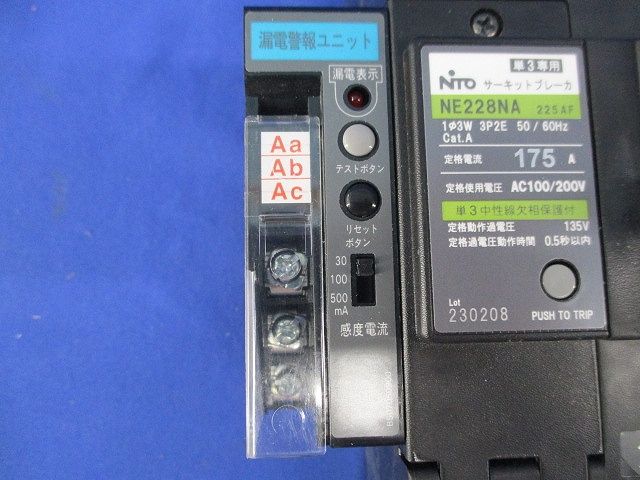 漏電警報ユニット
漏電表示
テストボタン
リセット
ボタン
30
100
500
mA
感度電流
Aa
Ab
Ac
単3専用
NITO サーキットブレーカ
NE228NA 225AF
1φ3W 3P2E 50/60Hz
Cat.A
定格電流 175 A
定格使用電圧 AC100/200V
単3中性線欠相保護付
定格動作過電圧 135V
定格過電圧動作時間 0.5秒以内
Lot
230208 PUSH TO TRIP